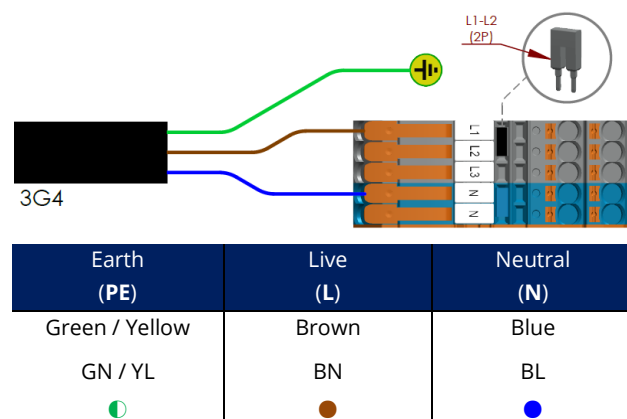 L1-L2
(2P)
L1
L2
L3
N
N
3G4
Earth
(PE)
Live
(L)
Neutral
(N)
Green / Yellow
Brown
Blue
GN / YL
BN
BL